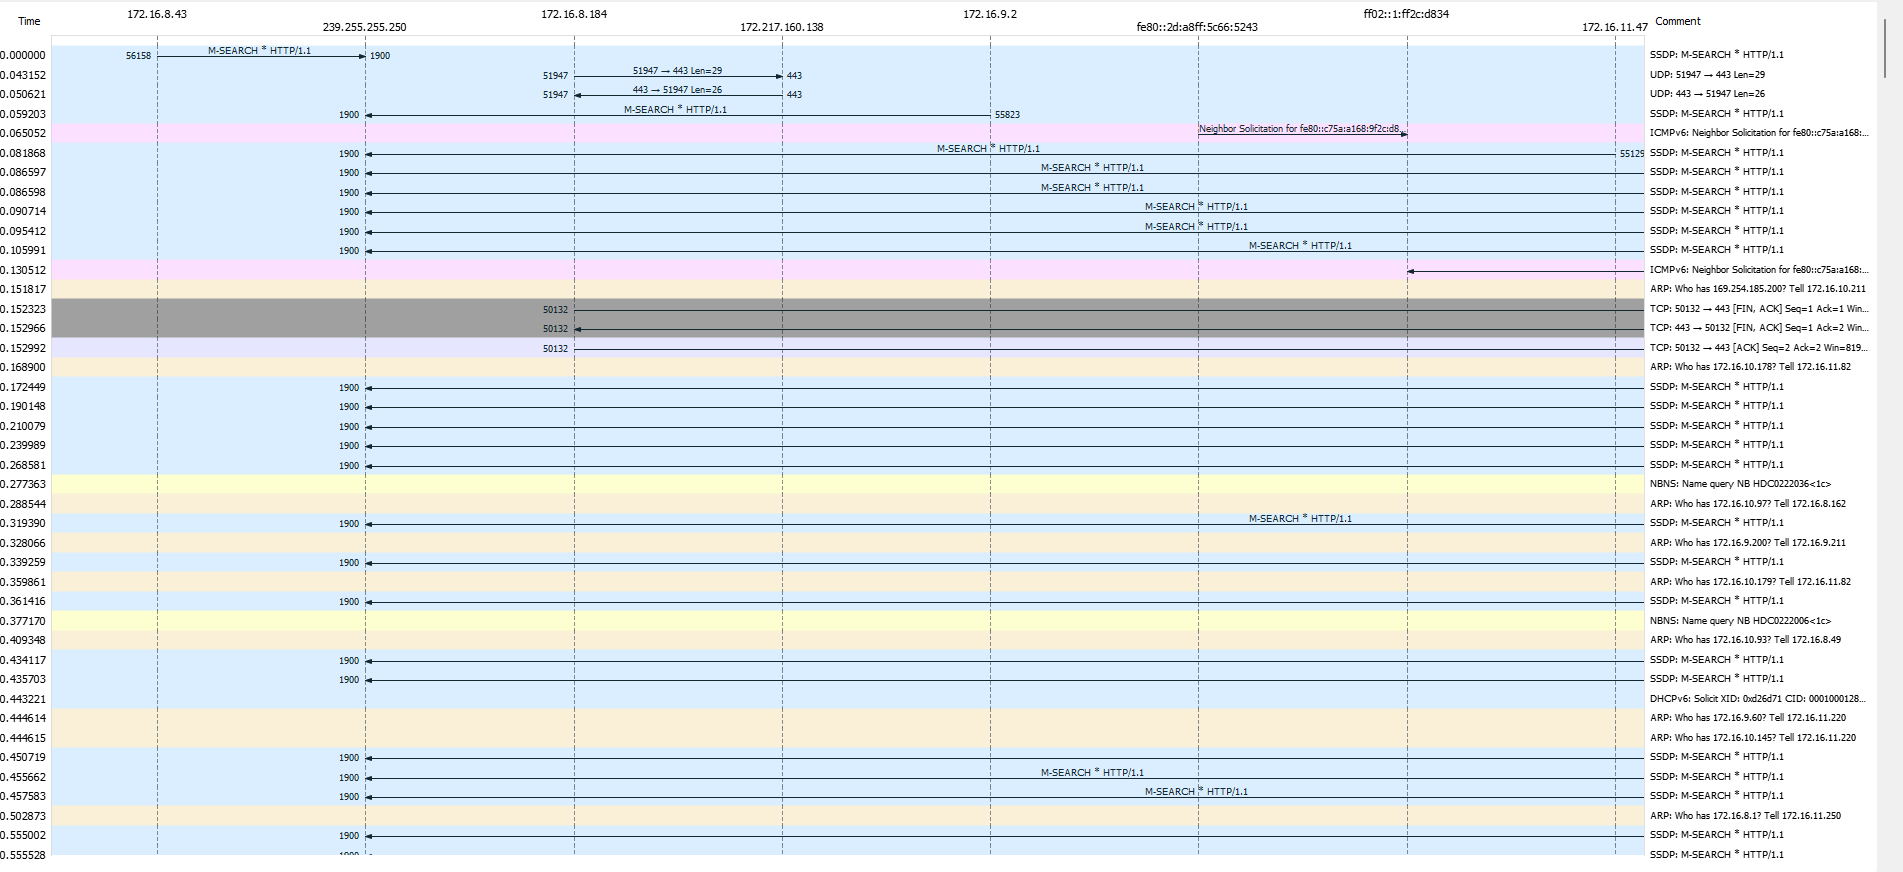 Time 172.16.8.43 239.255.255.250 172.16.8.184 172.217.160.138 172.16.9.2 fe80::2d:a8ff:5c66:5243 ff02::1:ff2c:d834 172.16.11.47 Comment
0.000000 56158 M-SEARCH * HTTP/1.1 1900 SSDP: M-SEARCH * HTTP/1.1
0.043152 51947 51947 → 443 Len=29 443 UDP: 51947 → 443 Len=29
0.050621 51947 443 → 51947 Len=26 443 UDP: 443 → 51947 Len=26
0.059203 1900 M-SEARCH * HTTP/1.1 55823 SSDP: M-SEARCH * HTTP/1.1
0.065052 Neighbor Solicitation for fe80::c75a:a168:9f2c:d8... ICMPv6: Neighbor Solicitation for fe80::c75a:a168:...
0.081868 1900 M-SEARCH * HTTP/1.1 55129 SSDP: M-SEARCH * HTTP/1.1
0.086597 1900 M-SEARCH * HTTP/1.1 SSDP: M-SEARCH * HTTP/1.1
0.086598 1900 M-SEARCH * HTTP/1.1 SSDP: M-SEARCH * HTTP/1.1
0.090714 1900 M-SEARCH * HTTP/1.1 SSDP: M-SEARCH * HTTP/1.1
0.095412 1900 M-SEARCH * HTTP/1.1 SSDP: M-SEARCH * HTTP/1.1
0.105991 1900 M-SEARCH * HTTP/1.1 SSDP: M-SEARCH * HTTP/1.1
0.130512 ICMPv6: Neighbor Solicitation for fe80::c75a:a168:...
0.151817 ARP: Who has 169.254.185.200? Tell 172.16.10.211
0.152323 50132 TCP: 50132 → 443 [FIN, ACK] Seq=1 Ack=1 Win...
0.152966 50132 TCP: 443 → 50132 [FIN, ACK] Seq=1 Ack=2 Win...
0.152992 50132 TCP: 50132 → 443 [ACK] Seq=2 Ack=2 Win=819...
0.168900 ARP: Who has 172.16.10.178? Tell 172.16.11.82
0.172449 1900 SSDP: M-SEARCH * HTTP/1.1
0.190148 1900 SSDP: M-SEARCH * HTTP/1.1
0.210079 1900 SSDP: M-SEARCH * HTTP/1.1
0.239989 1900 SSDP: M-SEARCH * HTTP/1.1
0.268581 1900 SSDP: M-SEARCH * HTTP/1.1
0.277363 NBNS: Name query NB HDC0222036<1c>
0.288544 ARP: Who has 172.16.10.97? Tell 172.16.8.162
0.319390 1900 M-SEARCH * HTTP/1.1 SSDP: M-SEARCH * HTTP/1.1
0.328066 ARP: Who has 172.16.9.200? Tell 172.16.9.211
0.339259 1900 SSDP: M-SEARCH * HTTP/1.1
0.359861 ARP: Who has 172.16.10.179? Tell 172.16.11.82
0.361416 1900 SSDP: M-SEARCH * HTTP/1.1
0.377170 NBNS: Name query NB HDC0222006<1c>
0.409348 ARP: Who has 172.16.10.93? Tell 172.16.8.49
0.434117 1900 SSDP: M-SEARCH * HTTP/1.1
0.435703 1900 SSDP: M-SEARCH * HTTP/1.1
0.443221 DHCPv6: Solicit XID: 0xd26d71 CID: 0001000128...
0.444614 ARP: Who has 172.16.9.60? Tell 172.16.11.220
0.444615 ARP: Who has 172.16.10.145? Tell 172.16.11.220
0.450719 1900 SSDP: M-SEARCH * HTTP/1.1
0.455662 1900 M-SEARCH * HTTP/1.1 SSDP: M-SEARCH * HTTP/1.1
0.457583 1900 M-SEARCH * HTTP/1.1 SSDP: M-SEARCH * HTTP/1.1
0.502873 ARP: Who has 172.16.8.1? Tell 172.16.11.250
0.555002 1900 SSDP: M-SEARCH * HTTP/1.1
0.555528 1900 SSDP: M-SEARCH * HTTP/1.1